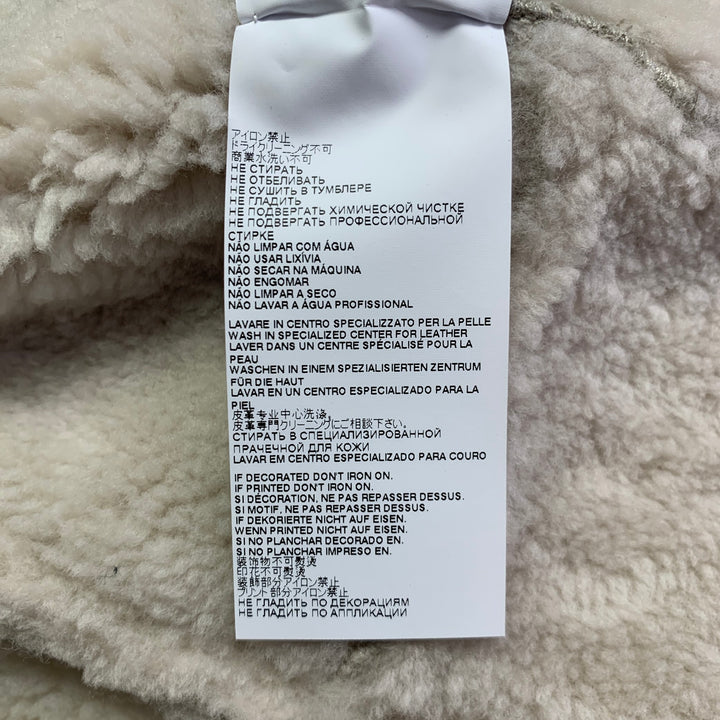 アイロン禁止
ドライクリーニング不可
商業水洗い不可
НЕ СТИРАТЬ
НЕ ОТБЕЛИВАТЬ
НЕ СУШИТЬ В ТУМБЛЕРЕ
НЕ ГЛАДИТЬ
НЕ ПОДВЕРГАТЬ ХИМИЧЕСКОЙ ЧИСТКЕ
НЕ ПОДВЕРГАТЬ ПРОФЕССИОНАЛЬНОЙ
СТИРКЕ
NÃO LIMPAR COM ÁGUA
NÃO USAR LIXÍVIA
NÃO SECAR NA MÁQUINA
NÃO ENGOMAR
NÃO LIMPAR A SECO
NÃO LAVAR A ÁGUA PROFISSIONAL
LAVARE IN CENTRO SPECIALIZZATO PER LA PELLE
WASH IN SPECIALIZED CENTER FOR LEATHER
LAVER DANS UN CENTRE SPÉCIALISÉ POUR LA
PEAU
WASCHEN IN EINEM SPEZIALISIERTEN ZENTRUM
FÜR DIE HAUT
LAVAR EN UN CENTRO ESPECIALIZADO PARA LA
PIEL
皮革专业中心洗涤。
皮革専門クリーニングにご相談下さい。
СТИРАТЬ В СПЕЦИАЛИЗИРОВАННОЙ
ПРАЧЕЧНОЙ ДЛЯ КОЖИ
LAVAR EM CENTRO ESPECIALIZADO PARA COURO
IF DECORATED DON'T IRON ON.
IF PRINTED DON'T IRON ON.
SI DÉCORATION, NE PAS REPASSER DESSUS.
SI MOTIF, NE PAS REPASSER DESSUS.
IF DEKORIERTE NICHT AUF EISEN.
WENN PRINTED NICHT AUF EISEN.
SI NO PLANCHAR DECORADO EN.
SI NO PLANCHAR IMPRESO EN.
装饰物不可熨烫
印花不可熨烫
装飾部分アイロン禁止
プリント部分アイロン禁止
НЕ ГЛАДИТЬ ПО ДЕКОРАЦИЯМ
НЕ ГЛАДИТЬ ПО АППЛИКАЦИИ